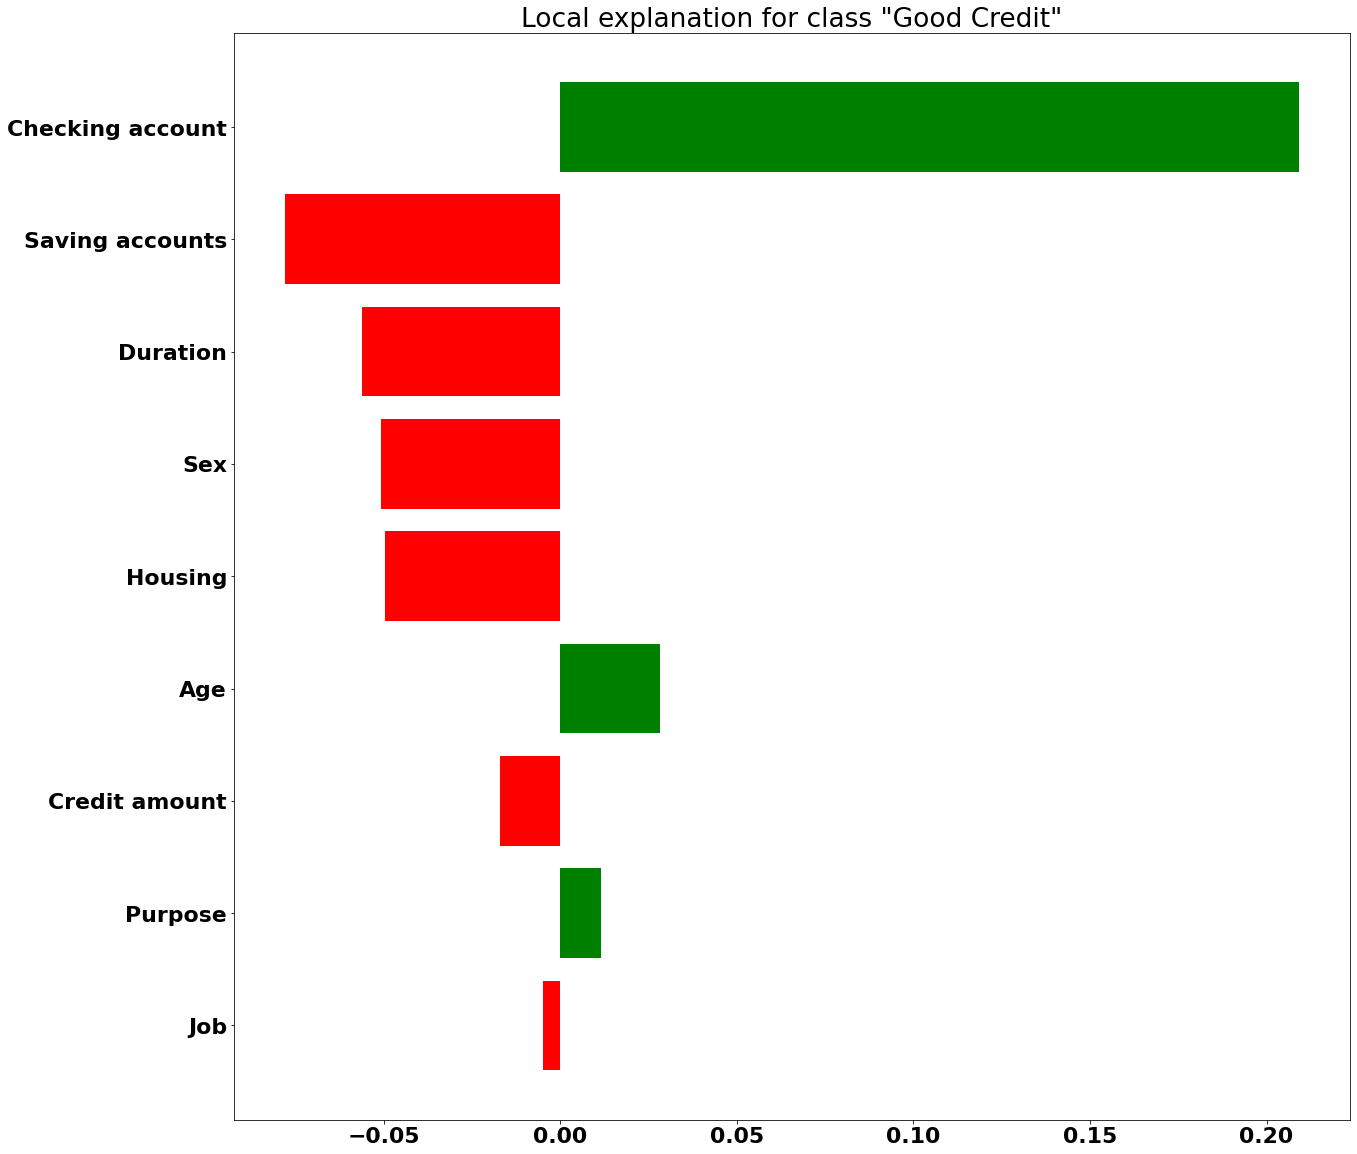 Local explanation for class "Good Credit"
Checking account
Saving accounts
Duration
Sex
Housing
Age
Credit amount
Purpose
Job
−0.05 0.00 0.05 0.10 0.15 0.20